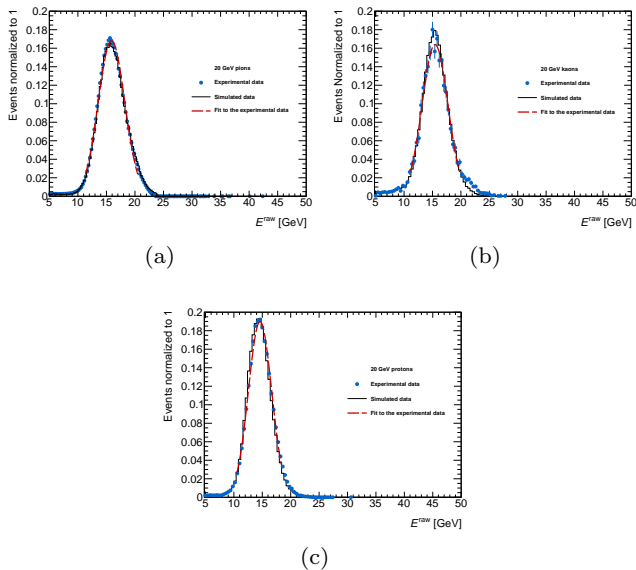 Events normalized to 1
0.2
0.18
0.16
0.14
0.12
0.1
0.08
0.06
0.04
0.02
0
5 10 15 20 25 30 35 40 45 50
E^raw [GeV]
20 GeV pions
Experimental data
Simulated data
Fit to the experimental data
(a)
Events Normalized to 1
0.2
0.18
0.16
0.14
0.12
0.1
0.08
0.06
0.04
0.02
0
5 10 15 20 25 30 35 40 45 50
E^raw [GeV]
20 GeV kaons
Experimental data
Simulated data
Fit to the experimental data
(b)
Events normalized to 1
0.2
0.18
0.16
0.14
0.12
0.1
0.08
0.06
0.04
0.02
0
5 10 15 20 25 30 35 40 45 50
E^raw [GeV]
20 GeV protons
Experimental data
Simulated data
Fit to the experimental data
(c)